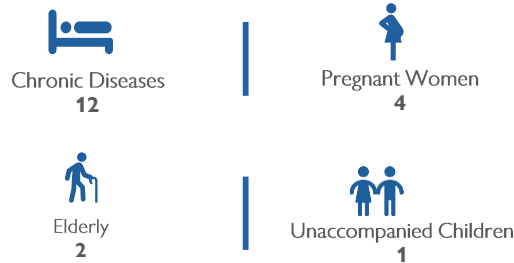 Chronic Diseases
12
Pregnant Women
4
Elderly
2
Unaccompanied Children
1